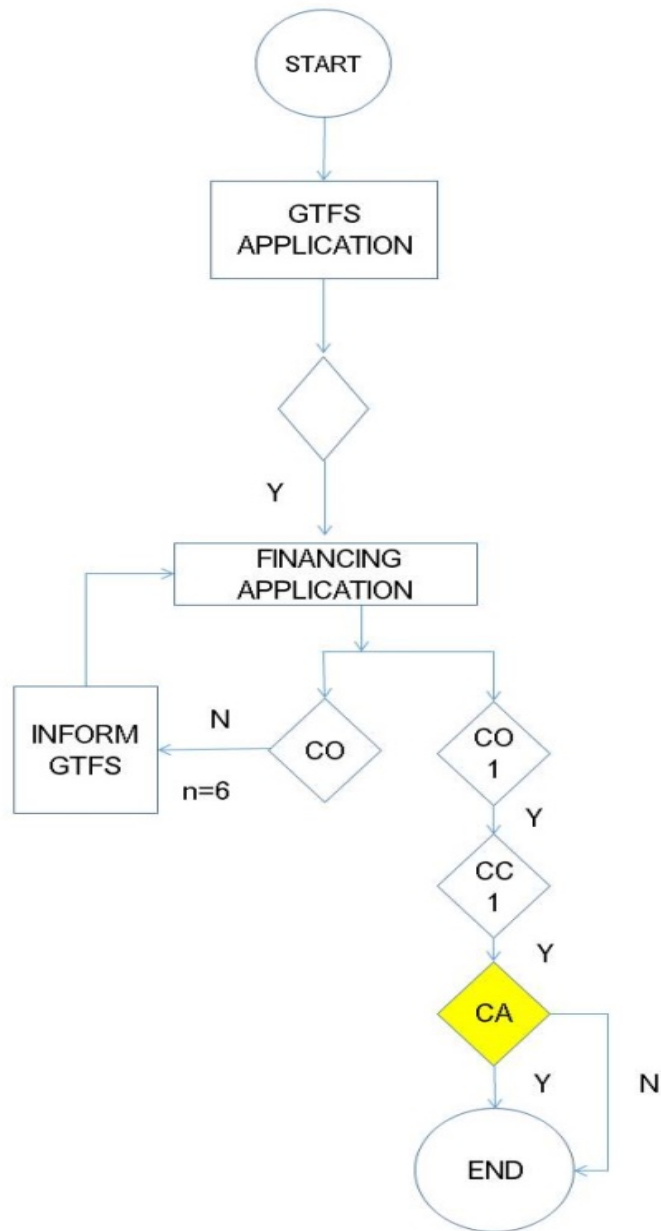 START
GTFS
APPLICATION
Y
FINANCING
APPLICATION
N
INFORM
GTFS
CO
CO
1
n=6
Y
CC
1
Y
CA
Y
N
END